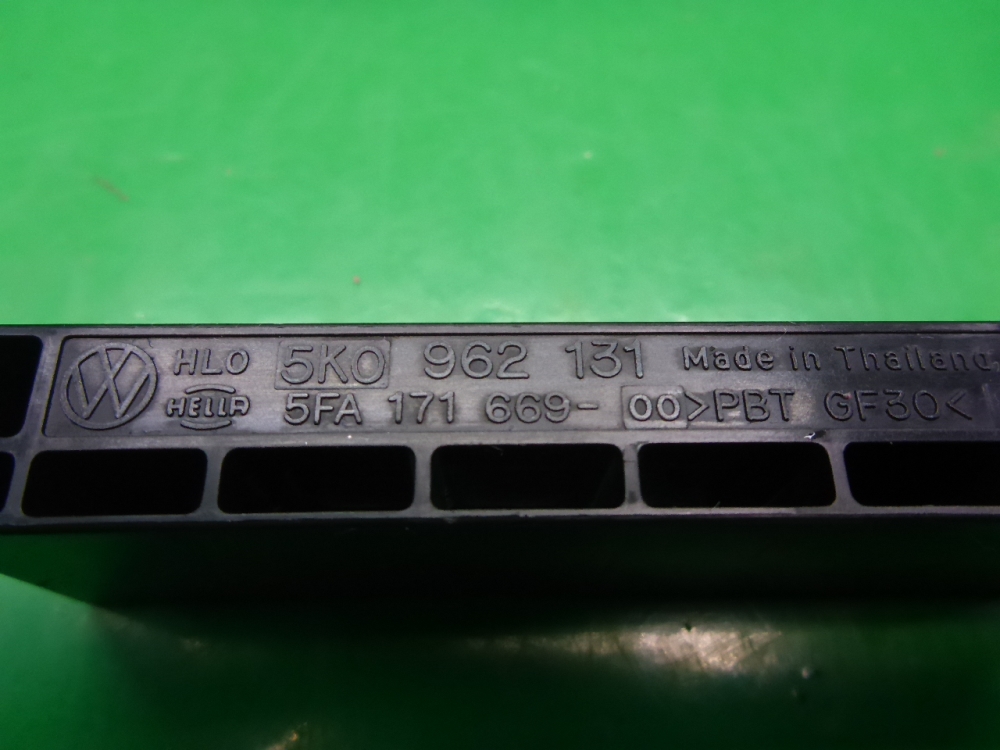 HLO 5K0 962 131 Made in Thailand
HELLA 5FA 171 669-00 >PBT GF30<